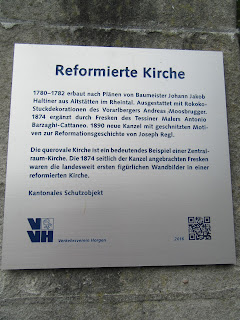 Reformierte Kirche
1780–1782 erbaut nach Plänen von Baumeister Johann Jakob
Haltiner aus Altstätten im Rheintal. Ausgestattet mit Rokoko-
Stuckdekorationen des Vorarlbergers Andreas Moosbrugger.
1874 ergänzt durch Fresken des Tessiner Malers Antonio
Barzaghi-Cattaneo. 1890 neue Kanzel mit geschnitzten Moti-
ven zur Reformationsgeschichte von Joseph Regl.
Die querovale Kirche ist ein bedeutendes Beispiel einer Zentral-
raum-Kirche. Die 1874 seitlich der Kanzel angebrachten Fresken
waren die landesweit ersten figürlichen Wandbilder in einer
reformierten Kirche.
Kantonales Schutzobjekt
VVH
Verkehrsverein Horgen